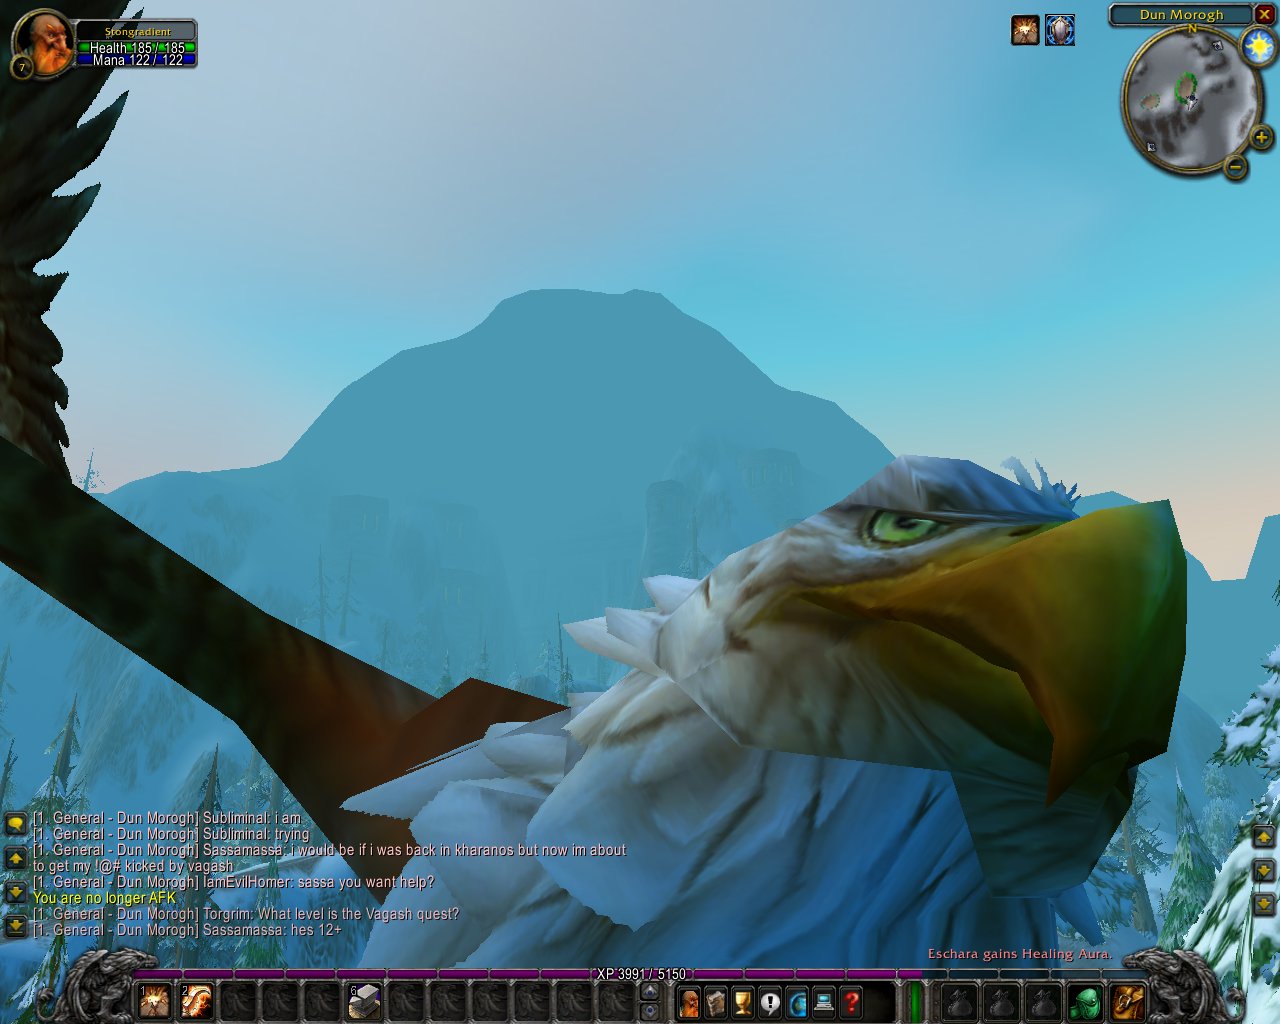 Stongradient
Health 185 / 185
Mana 122 / 122
7
Dun Morogh
N
[1. General - Dun Morogh] Subliminal: i am
[1. General - Dun Morogh] Subliminal: trying
[1. General - Dun Morogh] Sassamassa: i would be if i was back in kharanos but now im about
to get my !@# kicked by vagash
[1. General - Dun Morogh] IamEvilHomer: sassa you want help?
You are no longer AFK
[1. General - Dun Morogh] Torgrim: What level is the Vagash quest?
[1. General - Dun Morogh] Sassamassa: hes 12+
Eschara gains Healing Aura.
XP 3991 / 5150
1
2
6